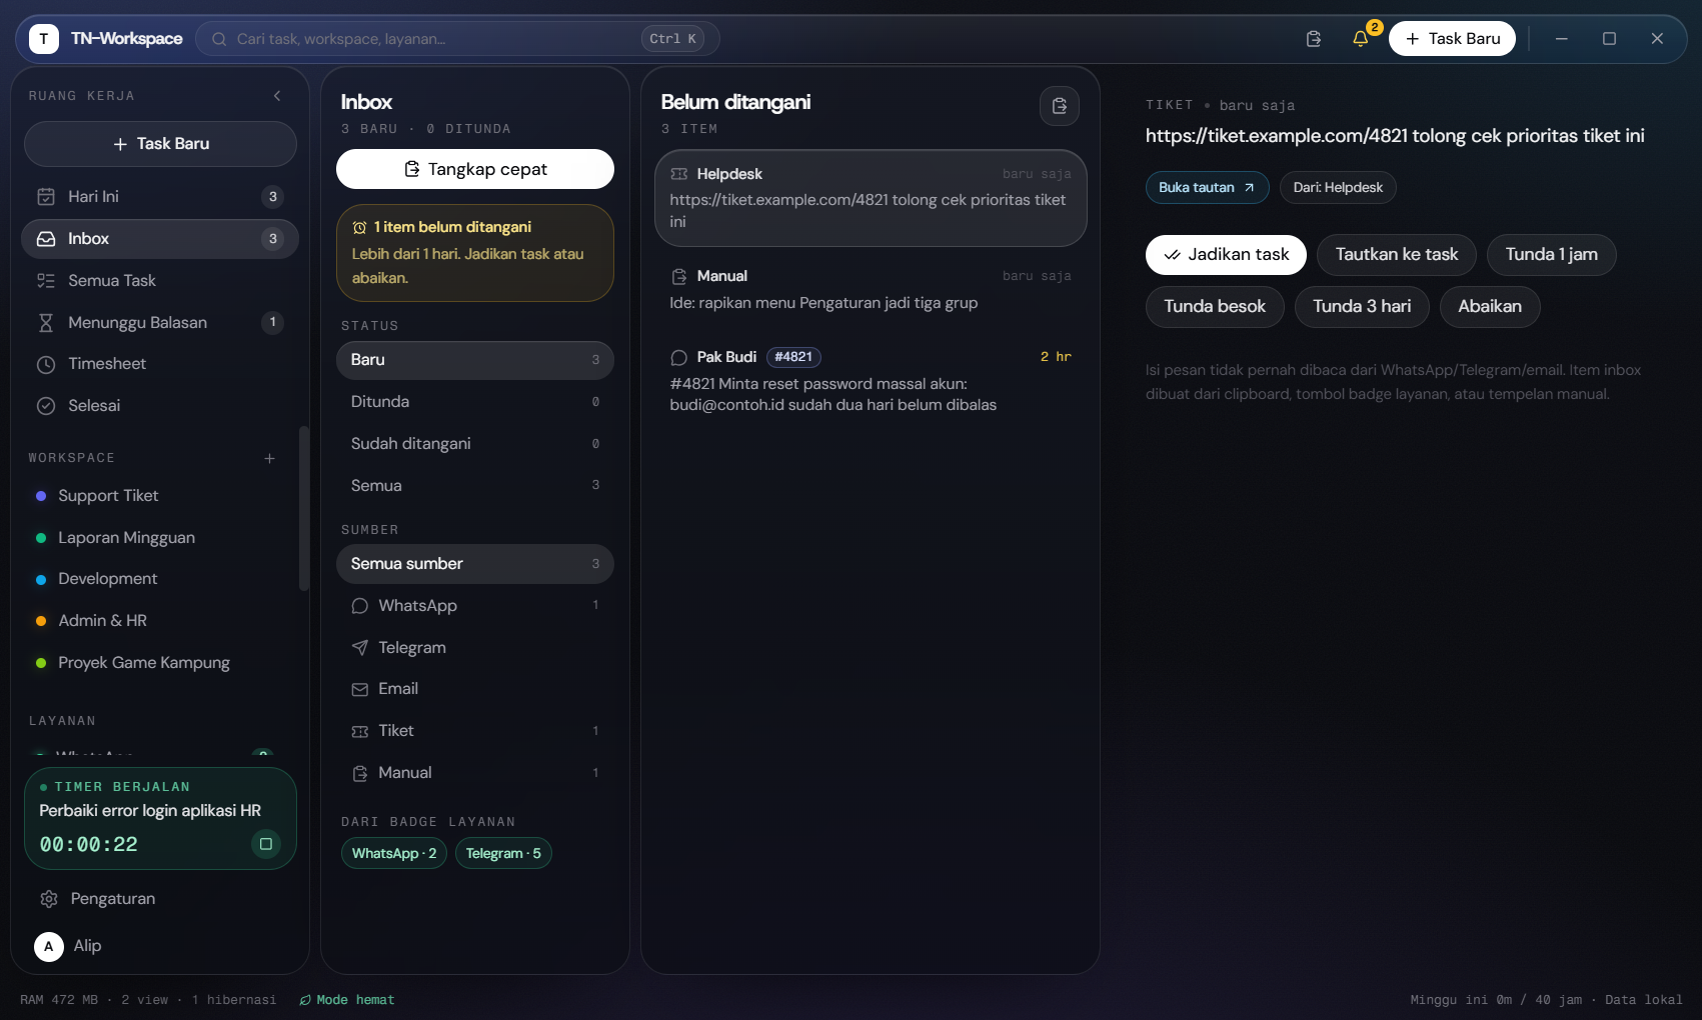 T TN-Workspace Cari task, workspace, layanan... Ctrl K 2 + Task Baru
RUANG KERJA
+ Task Baru
Hari Ini 3
Inbox 3
Semua Task
Menunggu Balasan 1
Timesheet
Selesai
WORKSPACE +
Support Tiket
Laporan Mingguan
Development
Admin & HR
Proyek Game Kampung
LAYANAN
WhatsApp
TIMER BERJALAN
Perbaiki error login aplikasi HR
00:00:22
Pengaturan
A Alip
Inbox
3 BARU · 0 DITUNDA
Tangkap cepat
1 item belum ditangani
Lebih dari 1 hari. Jadikan task atau
abaikan.
STATUS
Baru 3
Ditunda 0
Sudah ditangani 0
Semua 3
SUMBER
Semua sumber 3
WhatsApp 1
Telegram
Email
Tiket 1
Manual 1
DARI BADGE LAYANAN
WhatsApp · 2 Telegram · 5
Belum ditangani
3 ITEM
Helpdesk baru saja
https://tiket.example.com/4821 tolong cek prioritas tiket
ini
Manual baru saja
Ide: rapikan menu Pengaturan jadi tiga grup
Pak Budi #4821 2 hr
#4821 Minta reset password massal akun:
budi@contoh.id sudah dua hari belum dibalas
TIKET • baru saja
https://tiket.example.com/4821 tolong cek prioritas tiket ini
Buka tautan Dari: Helpdesk
Jadikan task Tautkan ke task Tunda 1 jam
Tunda besok Tunda 3 hari Abaikan
Isi pesan tidak pernah dibaca dari WhatsApp/Telegram/email. Item inbox
dibuat dari clipboard, tombol badge layanan, atau tempelan manual.
RAM 472 MB · 2 view · 1 hibernasi Mode hemat Minggu ini 0m / 40 jam · Data lokal